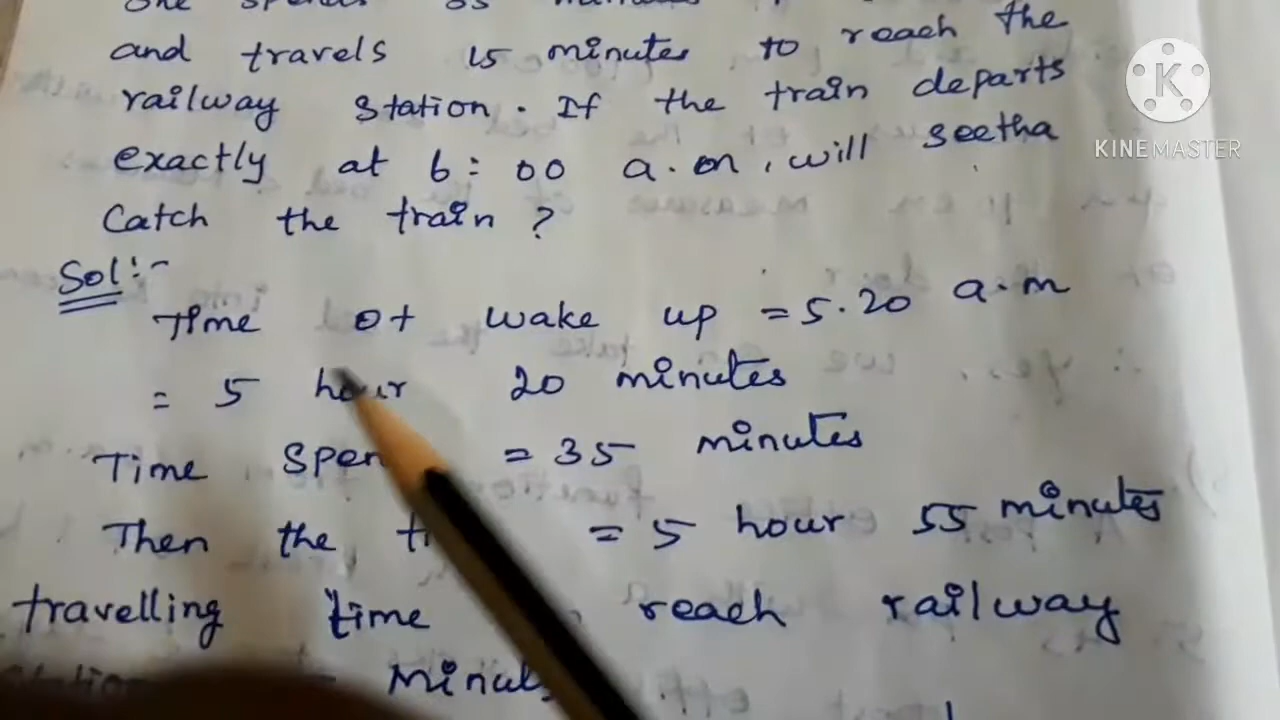 and travels 15 minutes to reach the
railway station. If the train departs
exactly at 6:00 a.m, will seetha
Catch the train?
Sol:-
Time ot wake up = 5.20 a.m
= 5 hour 20 minutes
Time = 35 minutes
Then the = 5 hour 55 minutes
travelling time reach railway
K
KINEMASTER